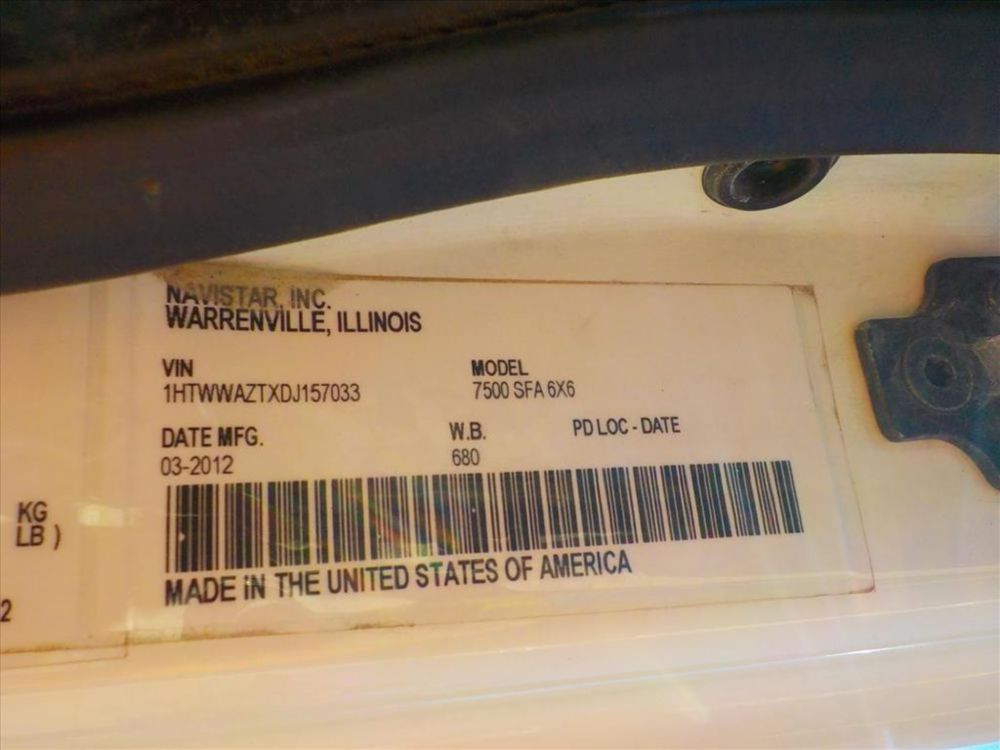 NAVISTAR, INC.
WARRENVILLE, ILLINOIS
VIN MODEL
1HTWWAZTXDJ157033 7500 SFA 6X6
DATE MFG. W.B. PD LOC - DATE
03-2012 680
MADE IN THE UNITED STATES OF AMERICA
KG
LB )
2